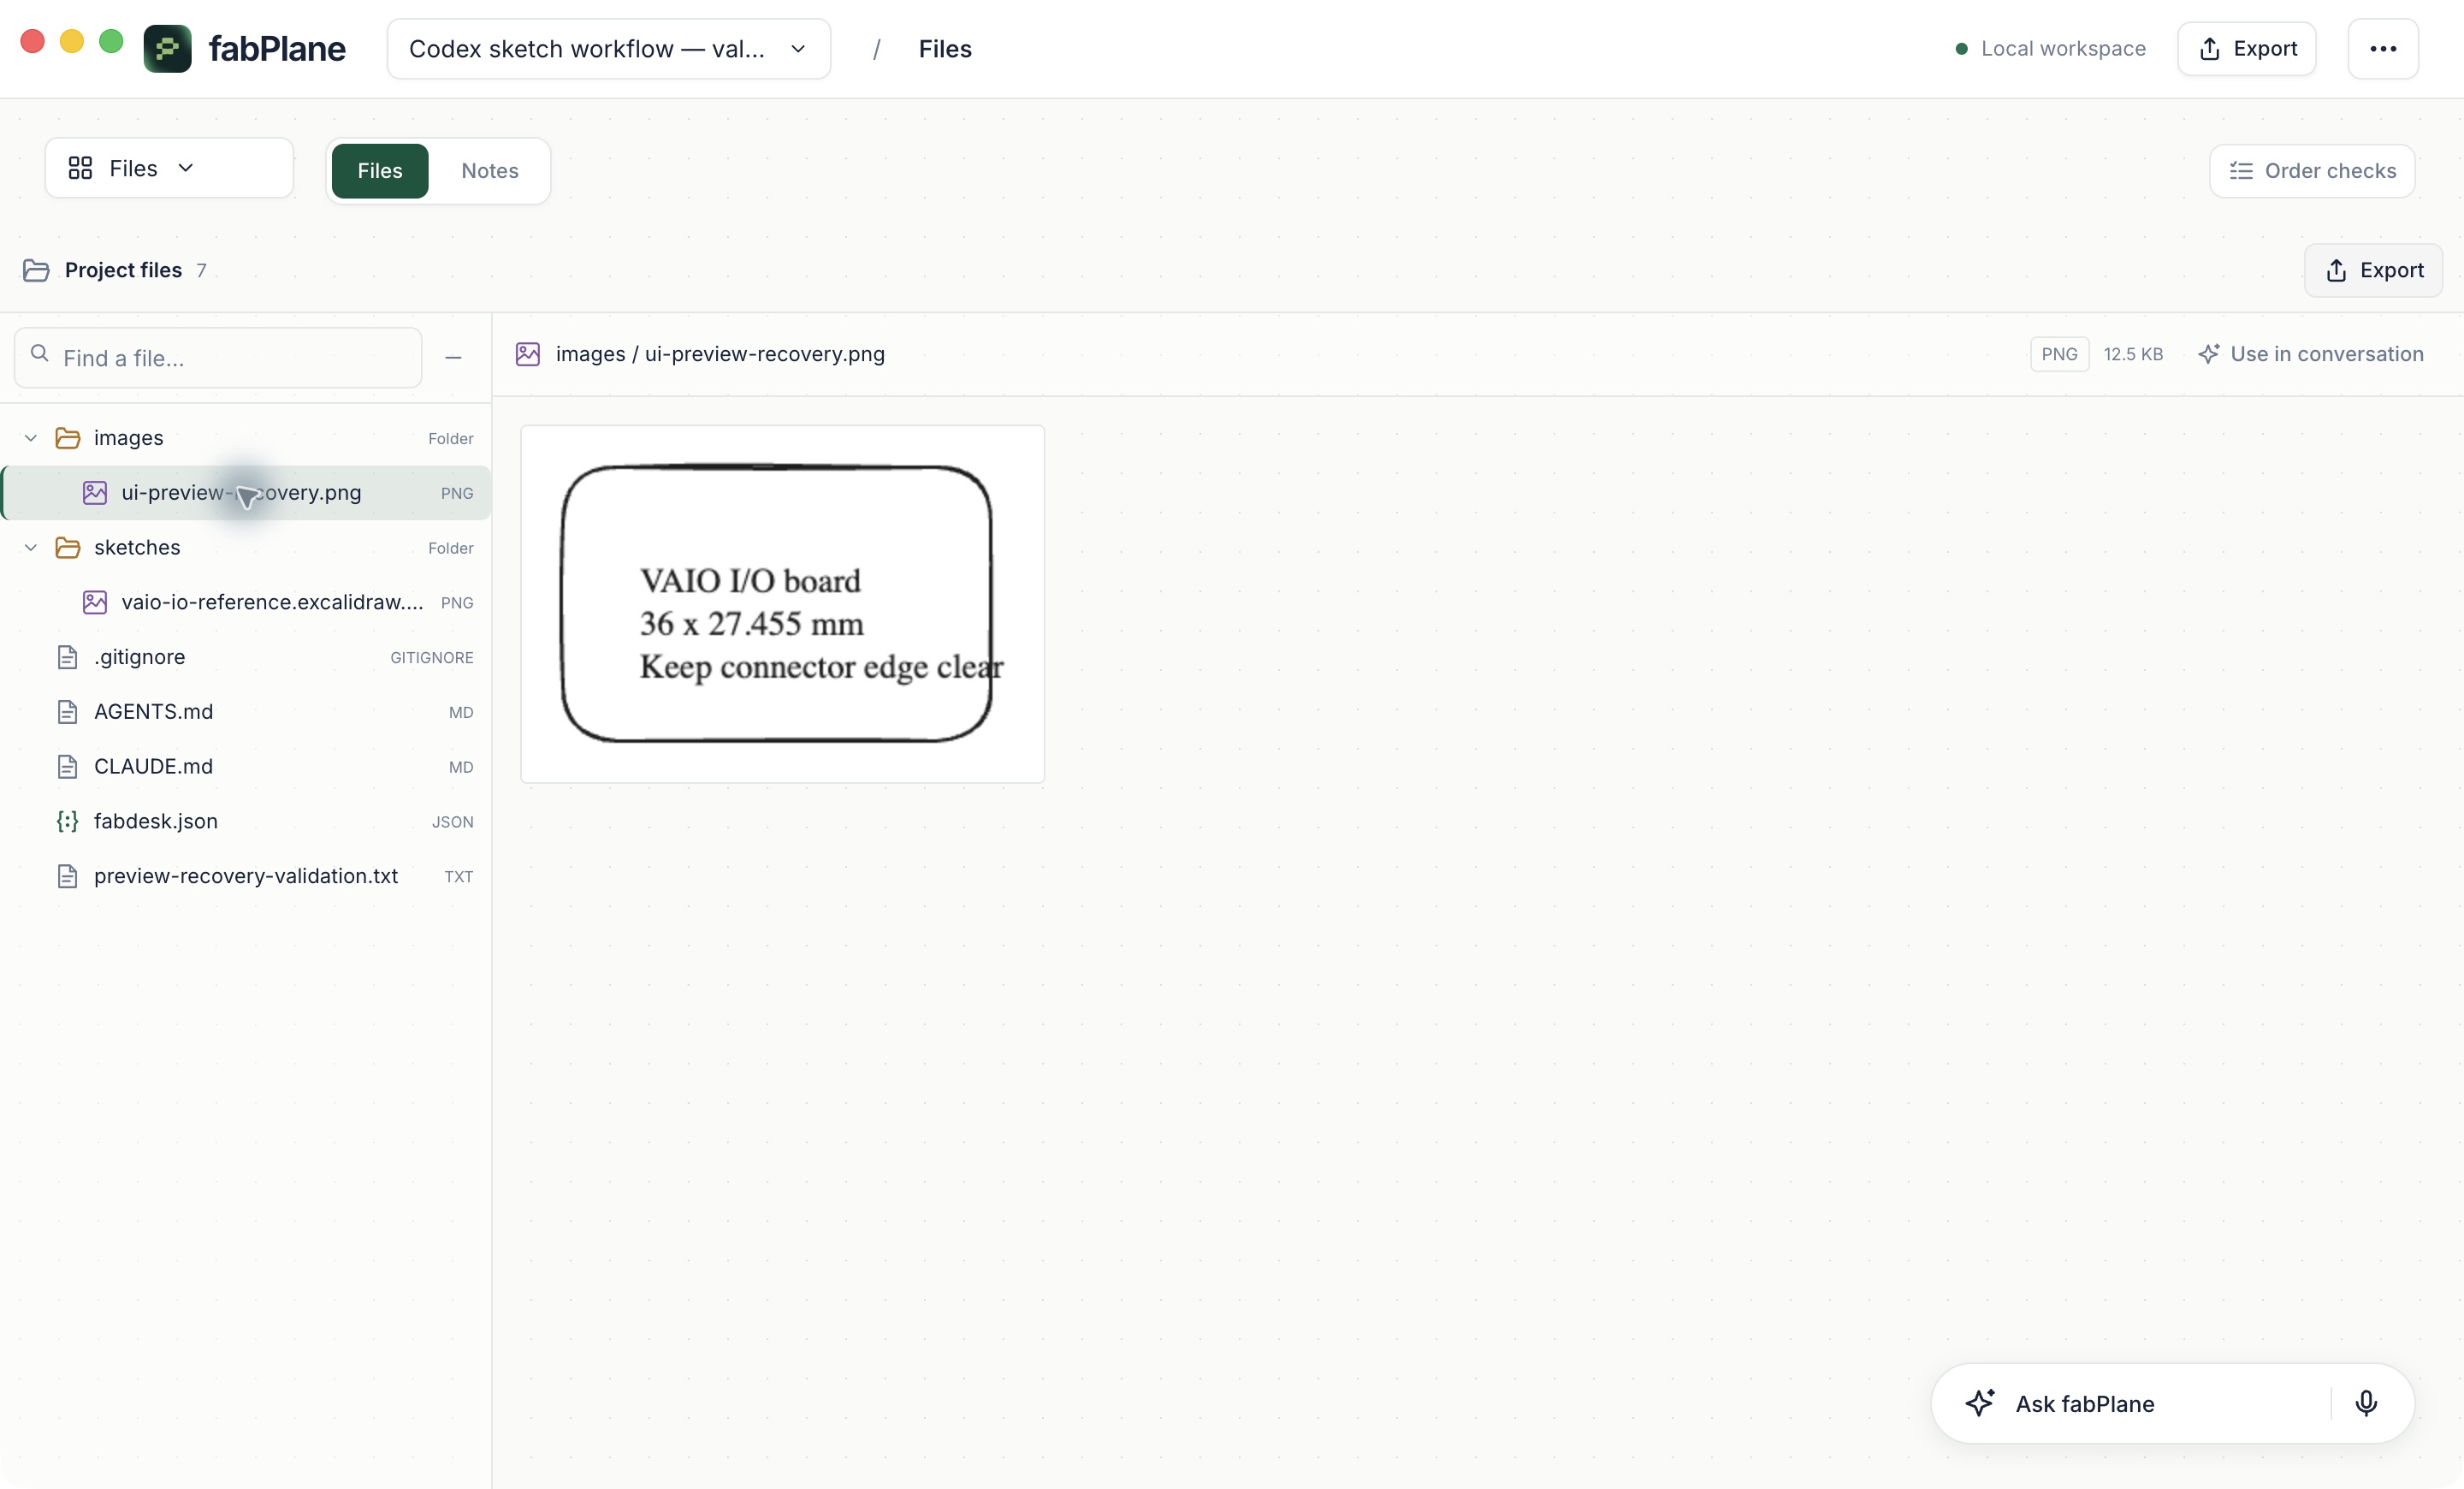 fabPlane
Codex sketch workflow — val...
/
Files
Local workspace
Export
Files
Files
Notes
Order checks
Project files 7
Export
Find a file...
images / ui-preview-recovery.png
PNG
12.5 KB
Use in conversation
images
Folder
PNG
sketches
Folder
vaio-io-reference.excalidraw....
PNG
.gitignore
GITIGNORE
AGENTS.md
MD
CLAUDE.md
MD
fabdesk.json
JSON
preview-recovery-validation.txt
TXT
VAIO I/O board
36 x 27.455 mm
Keep connector edge clear
Ask fabPlane